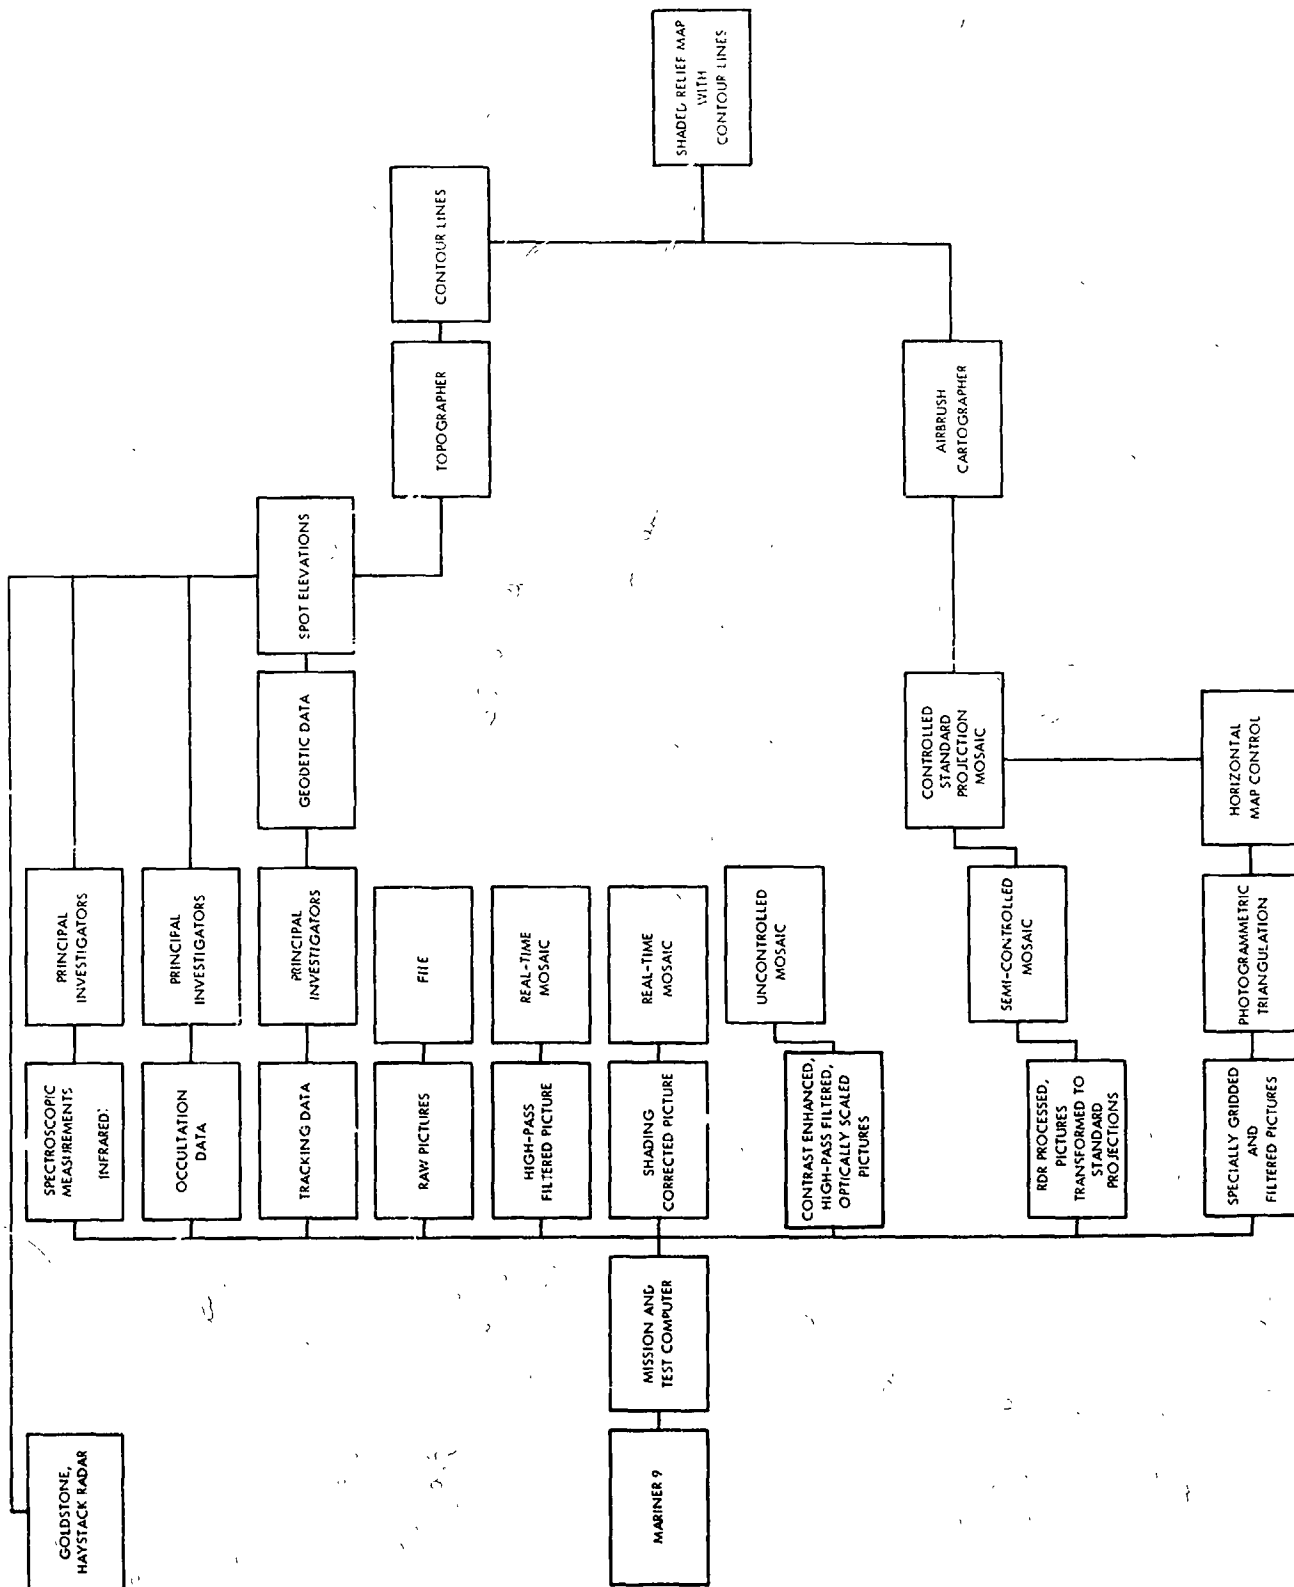 GOLDSTONE,
HAYSTACK RADAR
MARINER 9
MISSION AND
TEST COMPUTER
SPECTROSCOPIC
MEASUREMENTS
INFRARED:
PRINCIPAL
INVESTIGATORS
OCCULTATION
DATA
PRINCIPAL
INVESTIGATORS
TRACKING DATA
PRINCIPAL
INVESTIGATORS
GEODETIC DATA
SPOT ELEVATIONS
TOPOGRAPHER
CONTOUR LINES
RAW PICTURES
FILE
HIGH-PASS
FILTERED PICTURE
REAL-TIME
MOSAIC
SHADING
CORRECTED PICTURE
REAL-TIME
MOSAIC
CONTRAST ENHANCED,
HIGH-PASS FILTERED,
OPTICALLY SCALED
PICTURES
UNCONTROLLED
MOSAIC
RDR PROCESSED,
PICTURES
TRANSFORMED TO
STANDARD
PROJECTIONS
SEMI-CONTROLLED
MOSAIC
CONTROLLED
STANDARD
PROJECTION
MOSAIC
AIRBRUSH
CARTOGRAPHER
SPECIALLY GRIDDED
AND
FILTERED PICTURES
PHOTOGRAMMETRIC
TRIANGULATION
HORIZONTAL
MAP CONTROL
SHADED RELIEF MAP
WITH
CONTOUR LINES